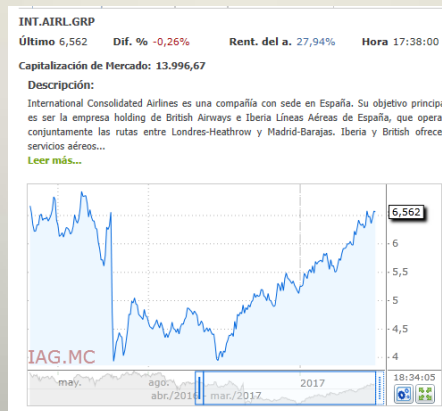 INT.AIRL.GRP
Último 6,562 Dif. % -0,26% Rent. del a. 27,94% Hora 17:38:00
Capitalización de Mercado: 13.996,67
Descripción:
International Consolidated Airlines es una compañía con sede en España. Su objetivo principa
es ser la empresa holding de British Airways e Iberia Líneas Aéreas de España, que opera
conjuntamente las rutas entre Londres-Heathrow y Madrid-Barajas. Iberia y British ofrece
servicios aéreos...
Leer más...
6,562
6
5,5
5
4,5
4
IAG.MC
may. ago. 2017
abr./2016 mar./2017
18:34:05